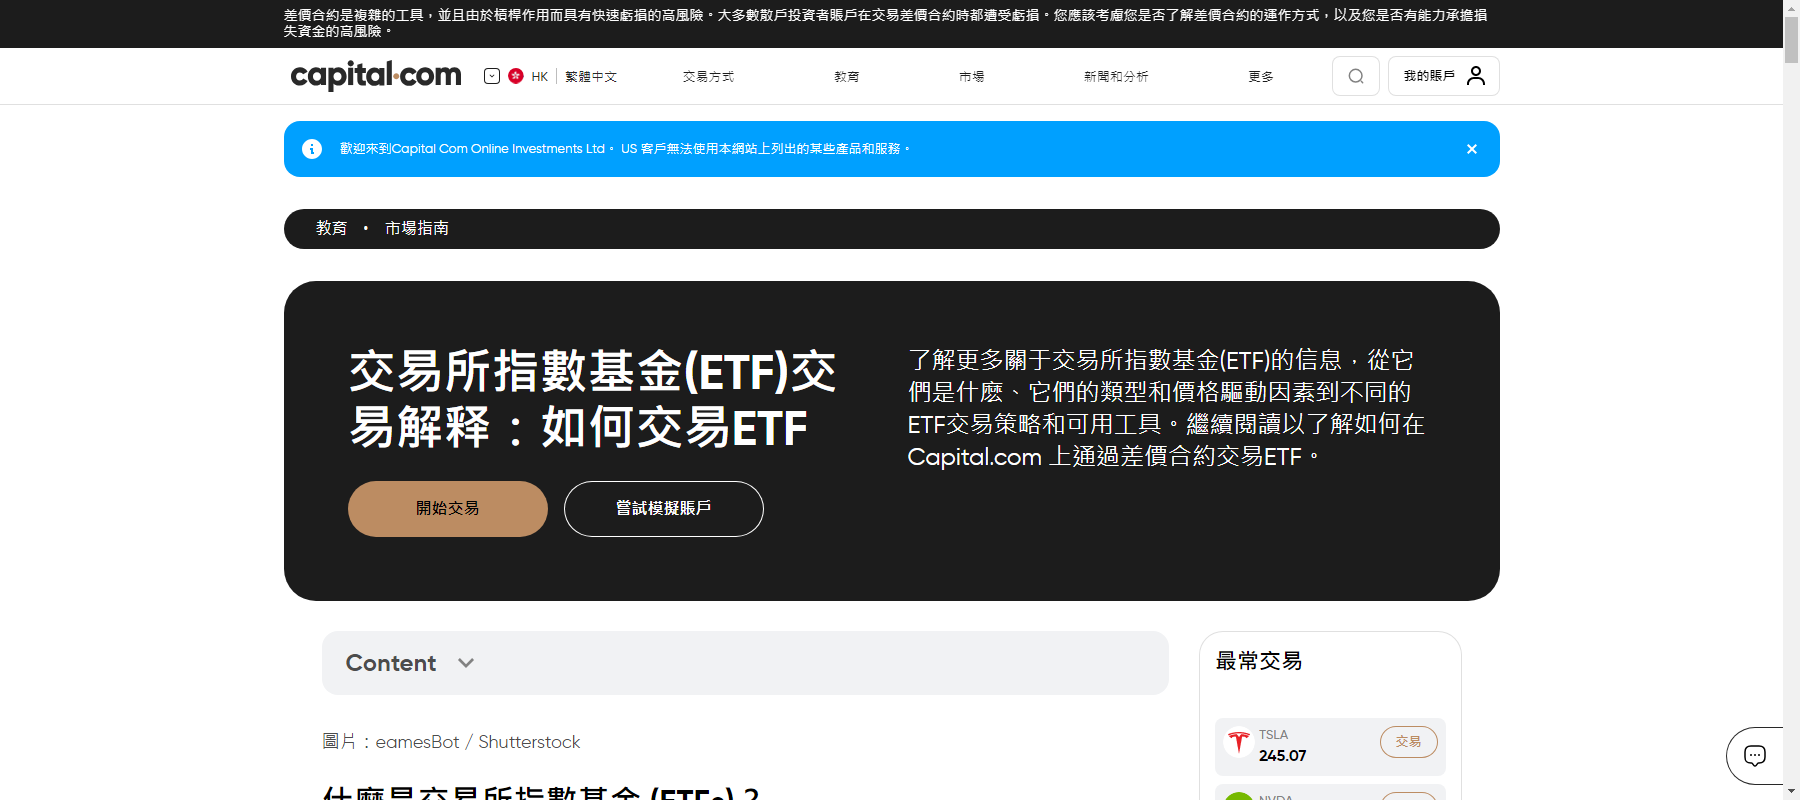 差價合約是複雜的工具，並且由於槓桿作用而具有快速虧損的高風險。大多數散戶投資者賬戶在交易差價合約時都遭受虧損。您應該考慮您是否了解差價合約的運作方式，以及您是否有能力承擔損
失資金的高風險。
capital.com
HK
繁體中文
交易方式
教育
市場
新聞和分析
更多
我的賬戶
歡迎來到Capital Com Online Investments Ltd。 US 客戶無法使用本網站上列出的某些產品和服務。
教育 • 市場指南
交易所指數基金(ETF)交
易解释：如何交易ETF
了解更多關于交易所指數基金(ETF)的信息，從它
們是什麽、它們的類型和價格驅動因素到不同的
ETF交易策略和可用工具。繼續閱讀以了解如何在
Capital.com 上通過差價合約交易ETF。
開始交易
嘗試模擬賬戶
Content
最常交易
圖片：eamesBot / Shutterstock
TSLA
245.07
交易
什麽是交易所指數基金 (ETFs)？
NVDA